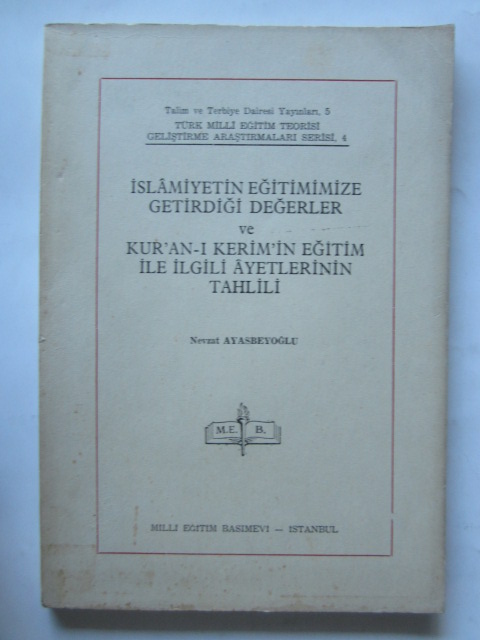 Talim ve Terbiye Dairesi Yayınları, 5
TÜRK MİLLİ EĞİTİM TEORİSİ
GELİŞTİRME ARAŞTIRMALARI SERİSİ, 4
İSLÂMİYETİN EĞİTİMİMİZE
GETİRDİĞİ DEĞERLER
ve
KUR'AN-I KERİM'İN EĞİTİM
İLE İLGİLİ ÂYETLERİNİN
TAHLİLİ
Nevzat AYASBEYOĞLU
M.E. B.
MİLLİ EĞİTİM BASIMEVİ — İSTANBUL